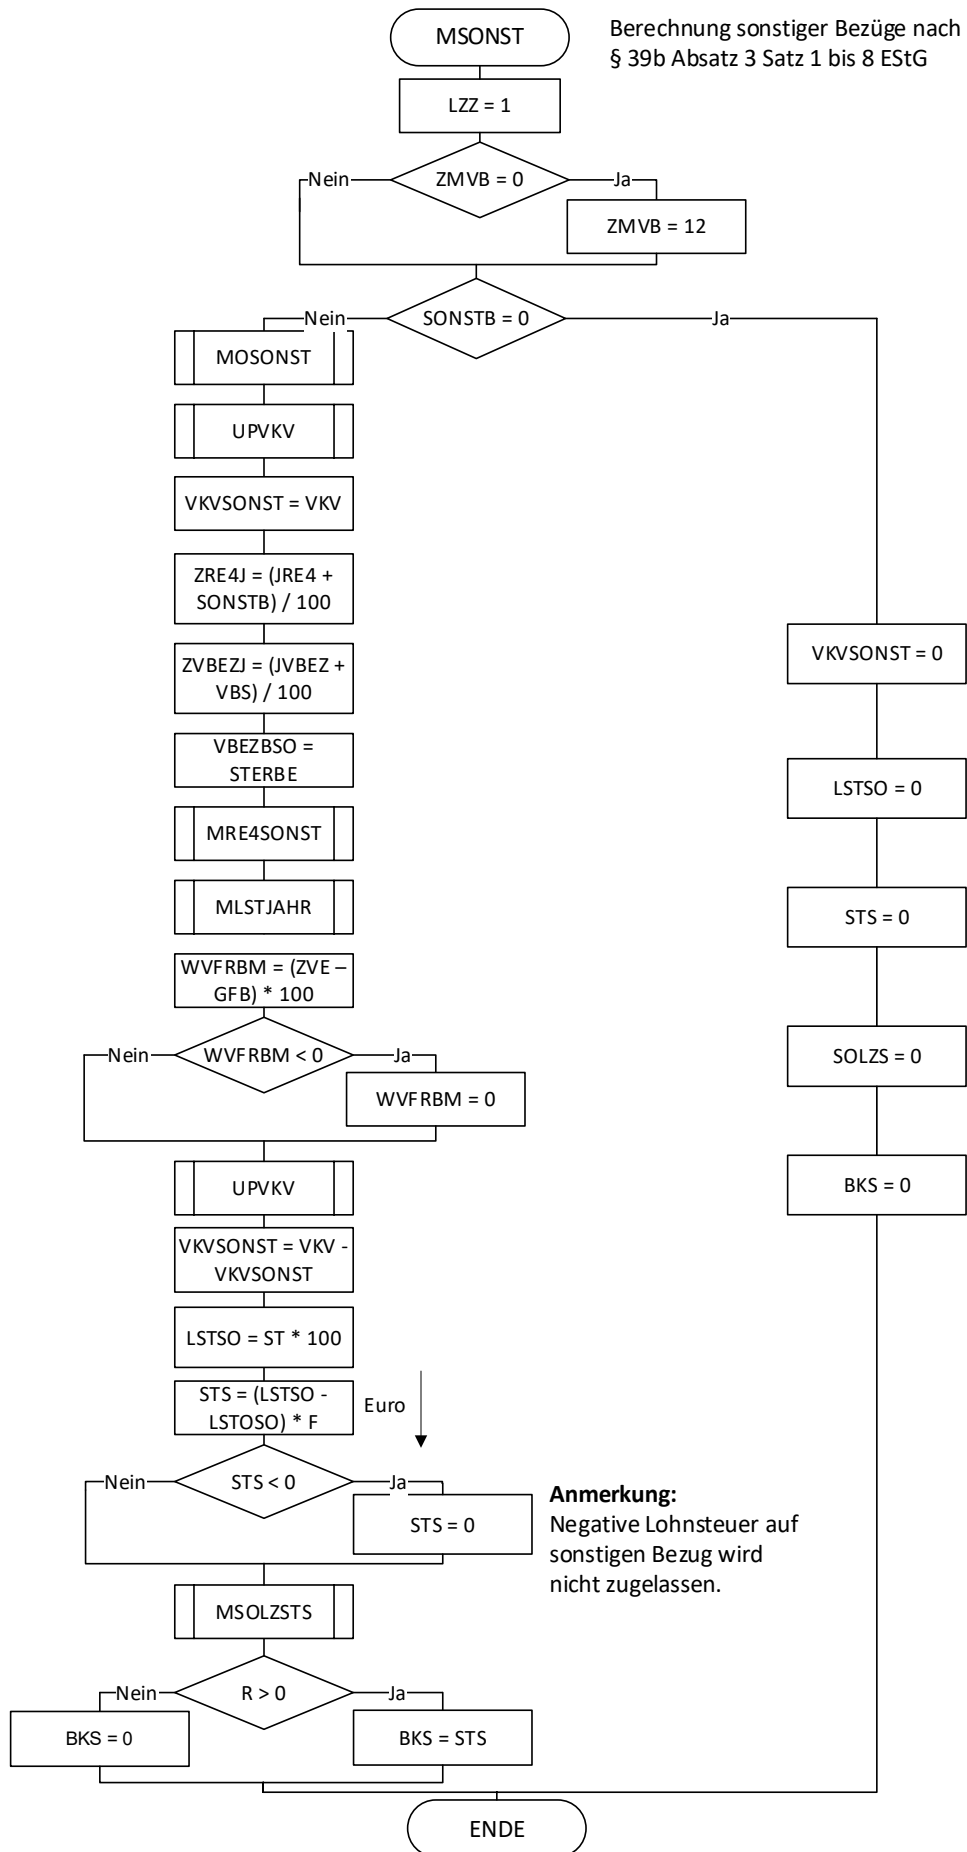 MSONST
Berechnung sonstiger Bezüge nach
§ 39b Absatz 3 Satz 1 bis 8 EStG
LZZ = 1
Nein
ZMVB = 0
Ja
ZMVB = 12
Nein
SONSTB = 0
Ja
MOSONST
UPVKV
VKVSONST = VKV
ZRE4J = (JRE4 +
SONSTB) / 100
ZVBEZJ = (JVBEZ +
VBS) / 100
VBEZBSO =
STERBE
MRE4SONST
MLSTJAHR
WVFRBM = (ZVE –
GFB) * 100
Nein
WVFRBM < 0
Ja
WVFRBM = 0
UPVKV
VKVSONST = VKV -
VKVSONST
LSTSO = ST * 100
STS = (LSTSO -
LSTOSO) * F
Euro
Nein
STS < 0
Ja
STS = 0
Anmerkung:
Negative Lohnsteuer auf
sonstigen Bezug wird
nicht zugelassen.
MSOLZSTS
Nein
R > 0
Ja
BKS = 0
BKS = STS
VKVSONST = 0
LSTSO = 0
STS = 0
SOLZS = 0
BKS = 0
ENDE